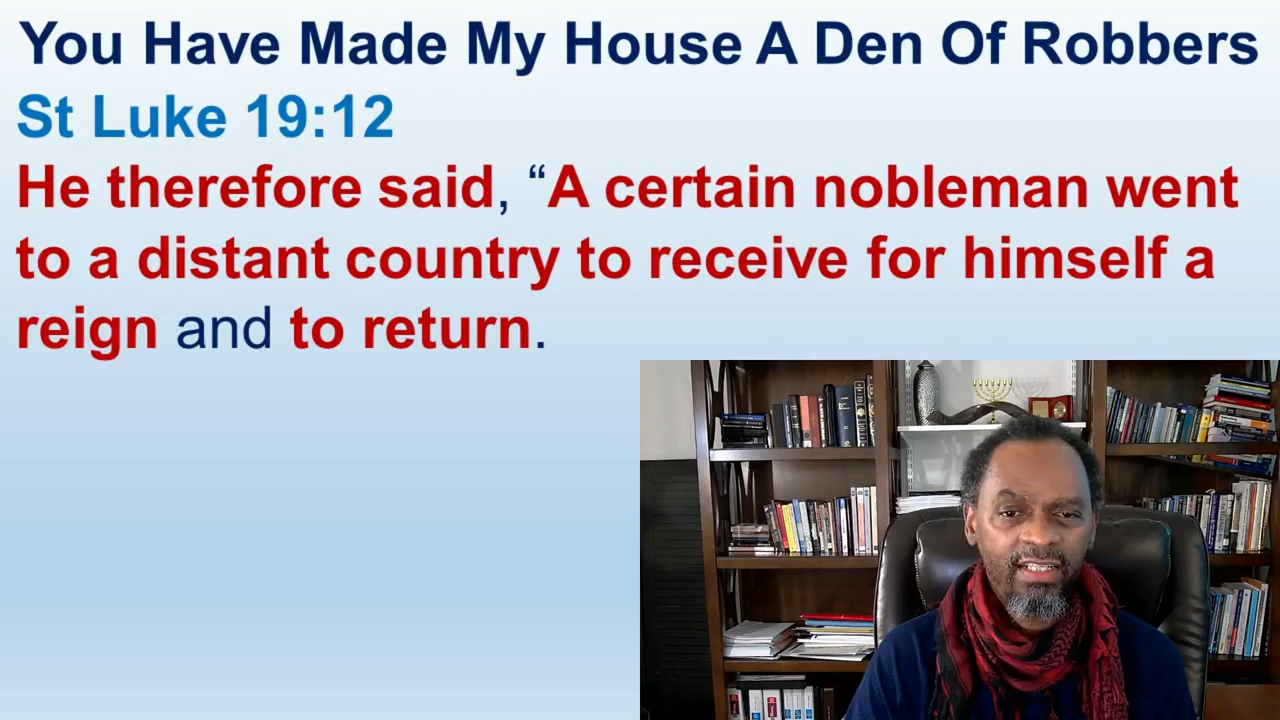 You Have Made My House A Den Of Robbers
St Luke 19:12
He therefore said, “A certain nobleman went
to a distant country to receive for himself a
reign and to return.